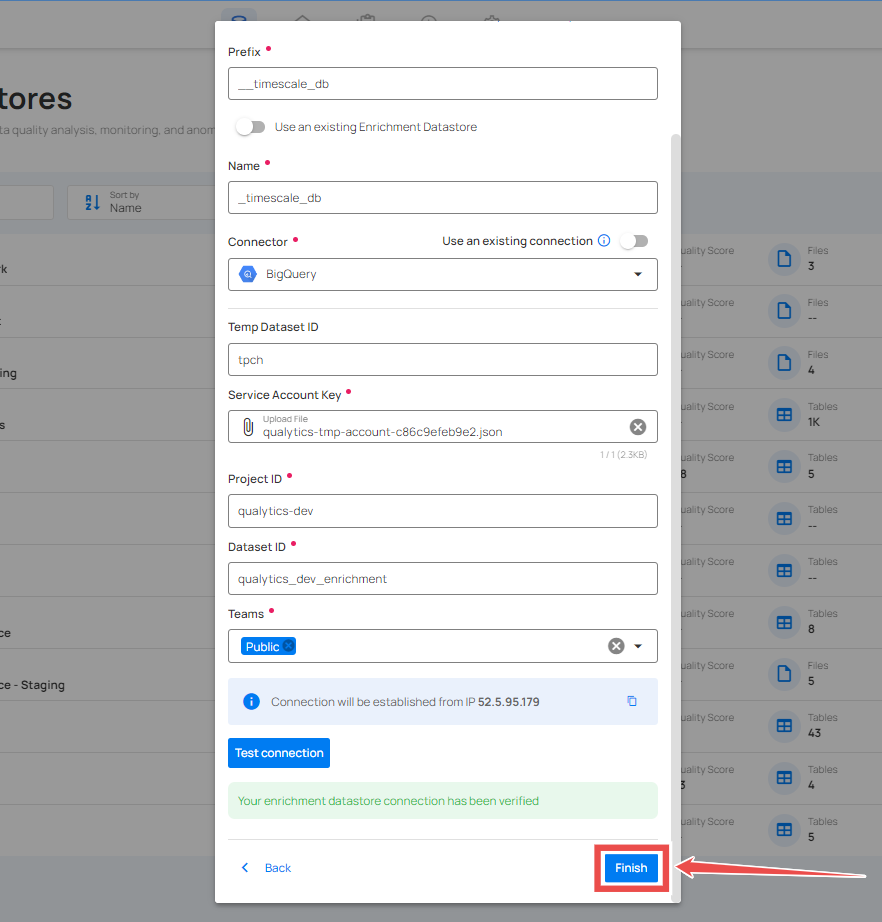 Prefix
__timescale_db
Use an existing Enrichment Datastore
Name
_timescale_db
Connector
Use an existing connection
BigQuery
Temp Dataset ID
tpch
Service Account Key
Upload File
qualytics-tmp-account-c86c9efeb9e2.json
1 / 1 (2.3KB)
Project ID
qualytics-dev
Dataset ID
qualytics_dev_enrichment
Teams
Public
Connection will be established from IP 52.5.95.179
Test connection
Your enrichment datastore connection has been verified
Back
Finish
tores
ta quality analysis, monitoring, and anom
Sort by
Name
rk
ing
s
ce
ce - Staging
uality Score
Files
3
uality Score
Files
--
uality Score
Files
4
uality Score
Tables
1K
uality Score
8
Tables
5
uality Score
Tables
--
uality Score
Tables
--
uality Score
Tables
8
uality Score
Files
5
uality Score
Tables
43
uality Score
3
Tables
4
uality Score
Tables
5